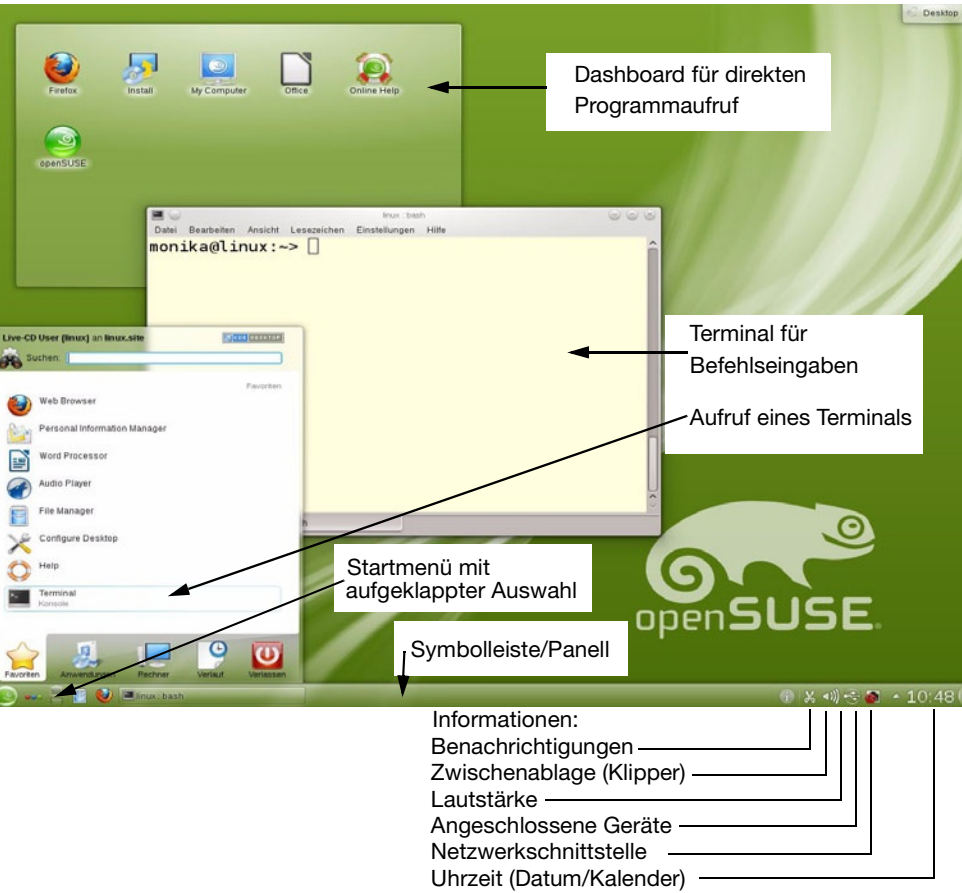 Desktop
Firefox
Install
My Computer
Office
Online Help
openSUSE
Dashboard für direkten
Programmaufruf
linux : bash
Datei Bearbeiten Ansicht Lesezeichen Einstellungen Hilfe
monika@linux:~>
Live-CD User (linux) an linux.site
KDE DESKTOP
Suchen:
Favoriten
Web Browser
Personal Information Manager
Word Processor
Audio Player
File Manager
Configure Desktop
Help
Terminal
Konsole
Favoriten
Anwendungen
Rechner
Verlauf
Verlassen
Terminal für
Befehlseingaben
Aufruf eines Terminals
Startmenü mit
aufgeklappter Auswahl
Symbolleiste/Panell
openSUSE
linux : bash
10:48
Informationen:
Benachrichtigungen
Zwischenablage (Klipper)
Lautstärke
Angeschlossene Geräte
Netzwerkschnittstelle
Uhrzeit (Datum/Kalender)